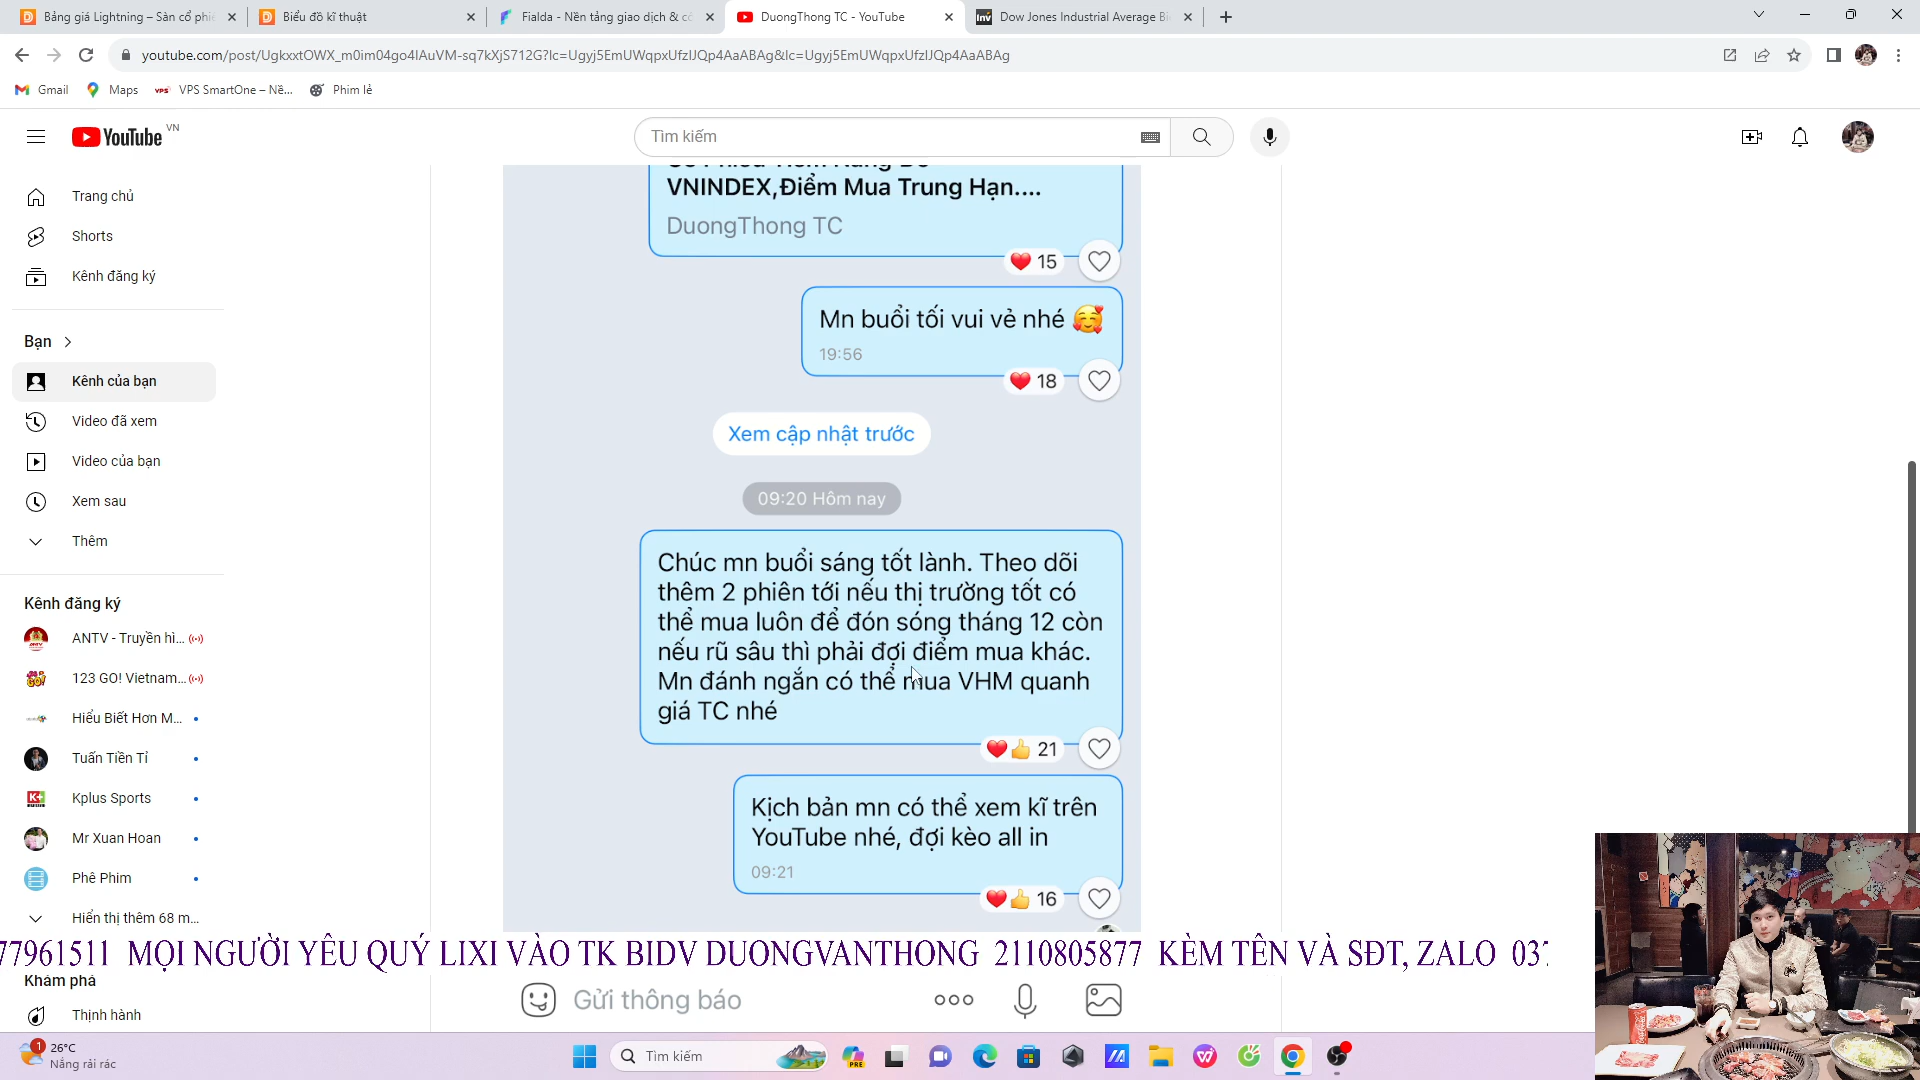 Bảng giá Lightning – Sàn cổ phi
Biểu đồ kĩ thuật
Fialda - Nền tảng giao dịch & c
DuongThong TC - YouTube
Dow Jones Industrial Average Bi
youtube.com/post/UgkxxtOWX_m0im04go4IAuVM-sq7kXjS712G?lc=Ugyj5EmUWqpxUfzIJQp4AaABAg&lc=Ugyj5EmUWqpxUfzIJQp4AaABAg
Gmail
Maps
VPS SmartOne – Nề...
Phim lẻ
YouTube VN
Tìm kiếm
Trang chủ
Shorts
Kênh đăng ký
Bạn
Kênh của bạn
Video đã xem
Video của bạn
Xem sau
Thêm
Kênh đăng ký
ANTV - Truyền hì...
123 GO! Vietnam...
Hiểu Biết Hơn M...
Tuấn Tiền Tỉ
Kplus Sports
Mr Xuan Hoan
Phê Phim
Hiển thị thêm 68 m...
Khám phá
Thịnh hành
VNINDEX,Điểm Mua Trung Hạn....
DuongThong TC
15
Mn buổi tối vui vẻ nhé
19:56
18
Xem cập nhật trước
09:20 Hôm nay
Chúc mn buổi sáng tốt lành. Theo dõi
thêm 2 phiên tới nếu thị trường tốt có
thể mua luôn để đón sóng tháng 12 còn
nếu rũ sâu thì phải đợi điểm mua khác.
Mn đánh ngắn có thể mua VHM quanh
giá TC nhé
21
Kịch bản mn có thể xem kĩ trên
YouTube nhé, đợi kèo all in
09:21
16
77961511 MỌI NGƯỜI YÊU QUÝ LIXI VÀO TK BIDV DUONGVANTHONG 2110805877 KÈM TÊN VÀ SĐT, ZALO 037
Gửi thông báo
1
26°C
Nắng rải rác
Tìm kiếm